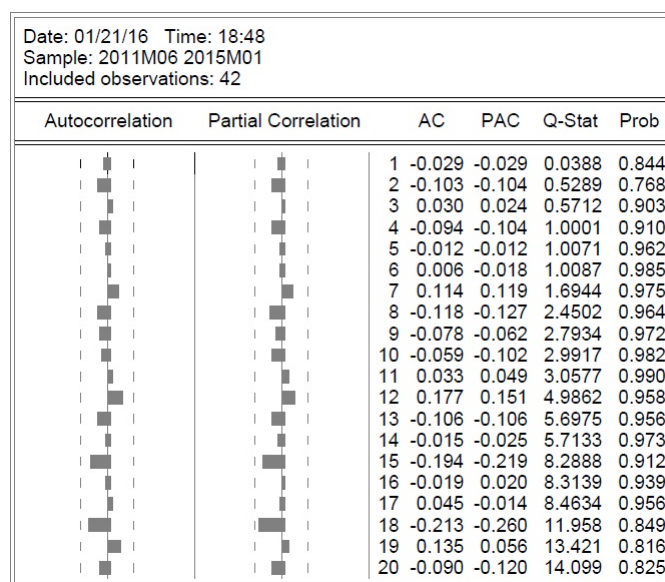 Date: 01/21/16 Time: 18:48
Sample: 2011M06 2015M01
Included observations: 42
Autocorrelation Partial Correlation AC PAC Q-Stat Prob
1 -0.029 -0.029 0.0388 0.844
2 -0.103 -0.104 0.5289 0.768
3 0.030 0.024 0.5712 0.903
4 -0.094 -0.104 1.0001 0.910
5 -0.012 -0.012 1.0071 0.962
6 0.006 -0.018 1.0087 0.985
7 0.114 0.119 1.6944 0.975
8 -0.118 -0.127 2.4502 0.964
9 -0.078 -0.062 2.7934 0.972
10 -0.059 -0.102 2.9917 0.982
11 0.033 0.049 3.0577 0.990
12 0.177 0.151 4.9862 0.958
13 -0.106 -0.106 5.6975 0.956
14 -0.015 -0.025 5.7133 0.973
15 -0.194 -0.219 8.2888 0.912
16 -0.019 0.020 8.3139 0.939
17 0.045 -0.014 8.4634 0.956
18 -0.213 -0.260 11.958 0.849
19 0.135 0.056 13.421 0.816
20 -0.090 -0.120 14.099 0.825